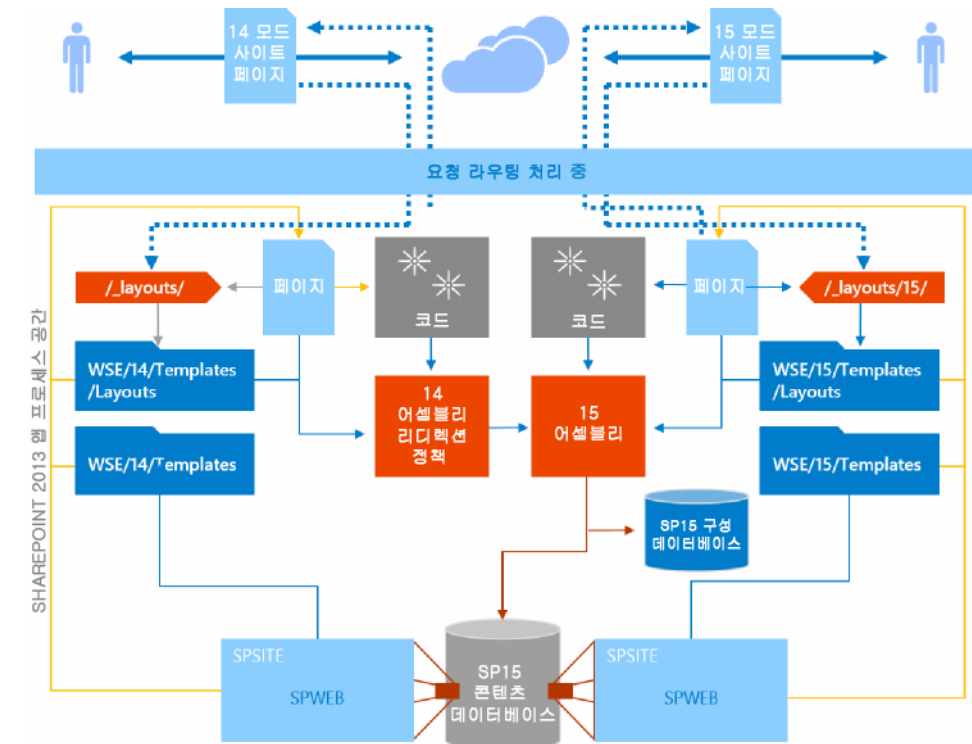 14 모드
사이트
페이지
15 모드
사이트
페이지
요청 라우팅 처리 중
SHAREPOINT 2013 앱 프로세스 공간
/_layouts/
페이지
코드
코드
페이지
/_layouts/15/
WSE/14/Templates
/Layouts
14
어셈블리
리디렉션
정책
15
어셈블리
WSE/15/Templates
/Layouts
WSE/14/Templates
WSE/15/Templates
SP15 구성
데이터베이스
SPSITE
SPWEB
SP15
콘텐츠
데이터베이스
SPSITE
SPWEB